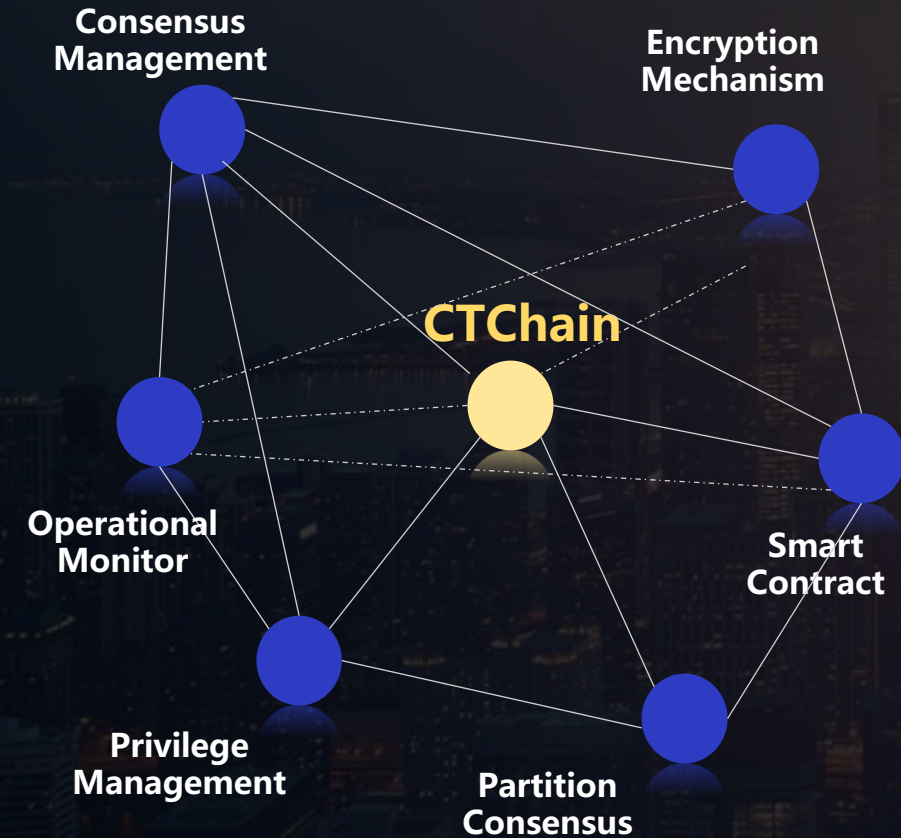 Consensus
Management
Encryption
Mechanism
CTChain
Operational
Monitor
Smart
Contract
Privilege
Management
Partition
Consensus